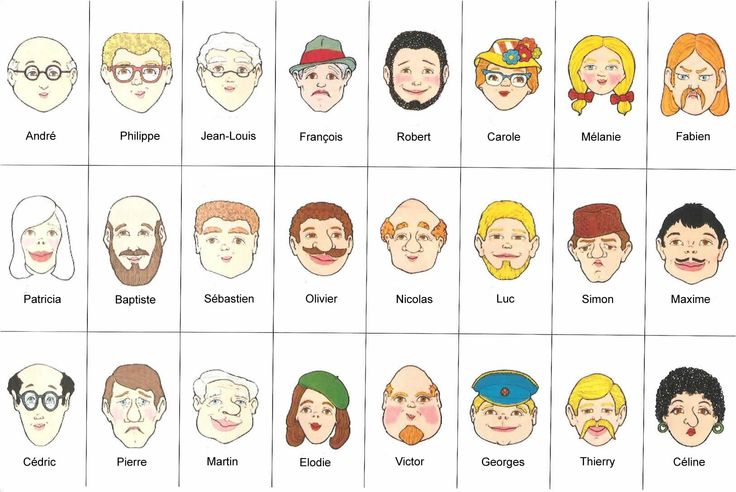 André Philippe Jean-Louis François Robert Carole Mélanie Fabien
Patricia Baptiste Sébastien Olivier Nicolas Luc Simon Maxime
Cédric Pierre Martin Elodie Victor Georges Thierry Céline